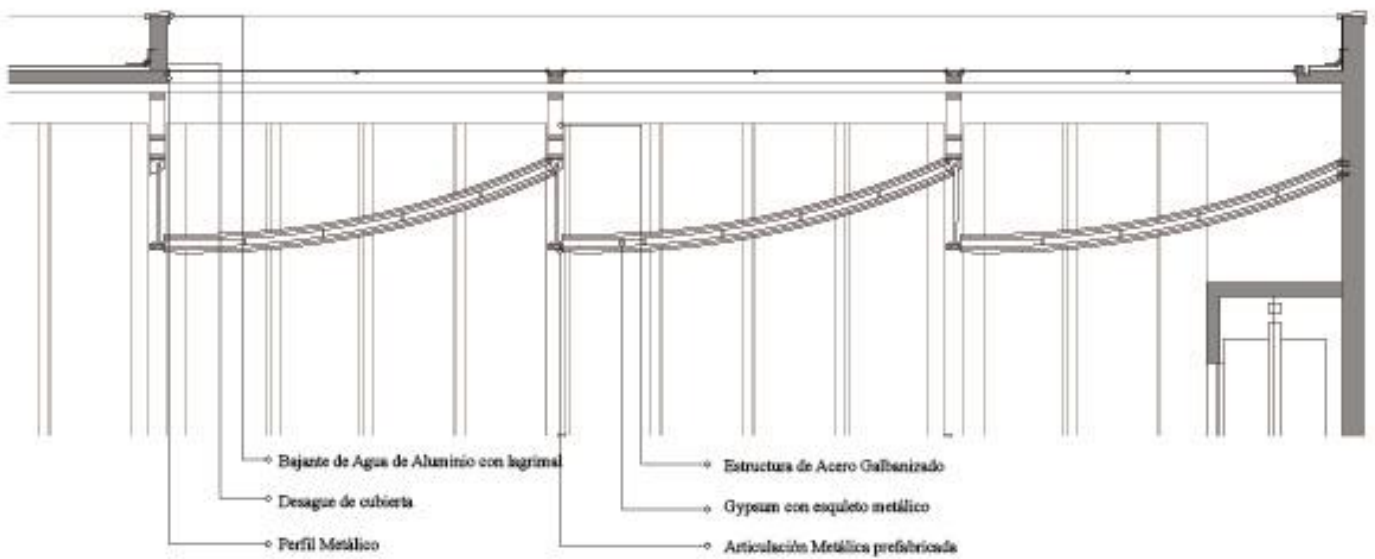 Bajante de Agua de Aluminio con lagrimal
Desague de cubierta
Perfil Metálico
Estructura de Acero Galbanizado
Gypsum con esquleto metálico
Articulación Metálica prefabricada